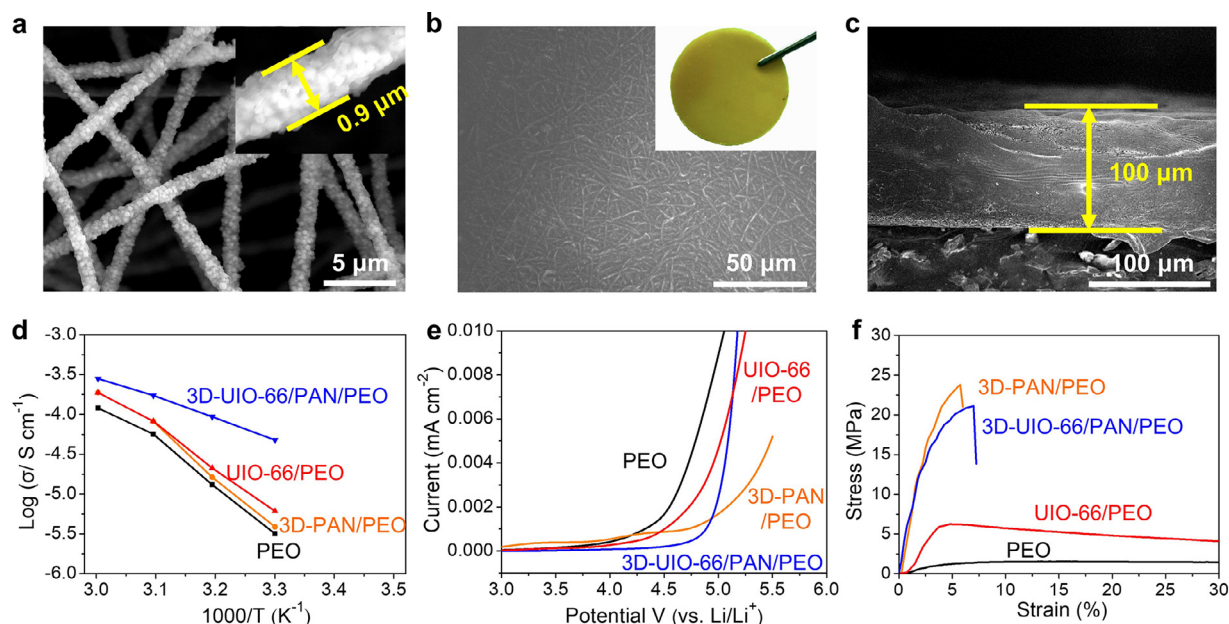 a
0.9 μm
5 μm
b
50 μm
c
100 μm
100 μm
d
Log (σ/ S cm⁻¹)
-3.0
-3.5
-4.0
-4.5
-5.0
-5.5
-6.0
3D-UIO-66/PAN/PEO
UIO-66/PEO
3D-PAN/PEO
PEO
3.0 3.1 3.2 3.3 3.4 3.5
1000/T (K⁻¹)
e
Current (mA cm⁻²)
0.010
0.008
0.006
0.004
0.002
0.000
UIO-66
/PEO
PEO
3D-PAN
/PEO
3D-UIO-66/PAN/PEO
3.0 3.5 4.0 4.5 5.0 5.5 6.0
Potential V (vs. Li/Li⁺)
f
Stress (MPa)
30
25
20
15
10
5
0
3D-PAN/PEO
3D-UIO-66/PAN/PEO
UIO-66/PEO
PEO
0 5 10 15 20 25 30
Strain (%)